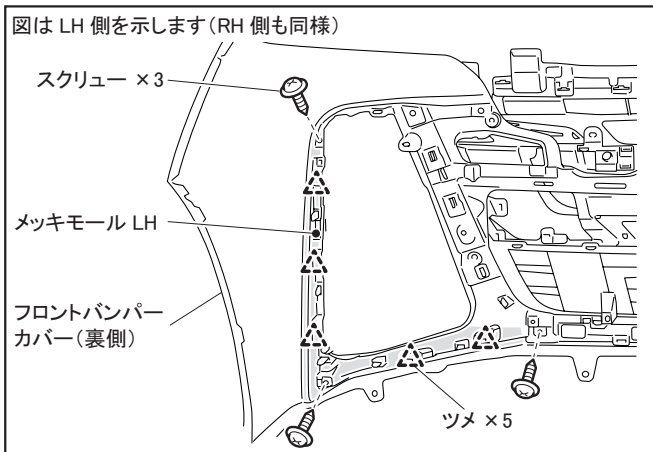 図は LH 側を示します（RH 側も同様）
スクリュー ×3
メッキモール LH
フロントバンパー
カバー（裏側）
ツメ ×5